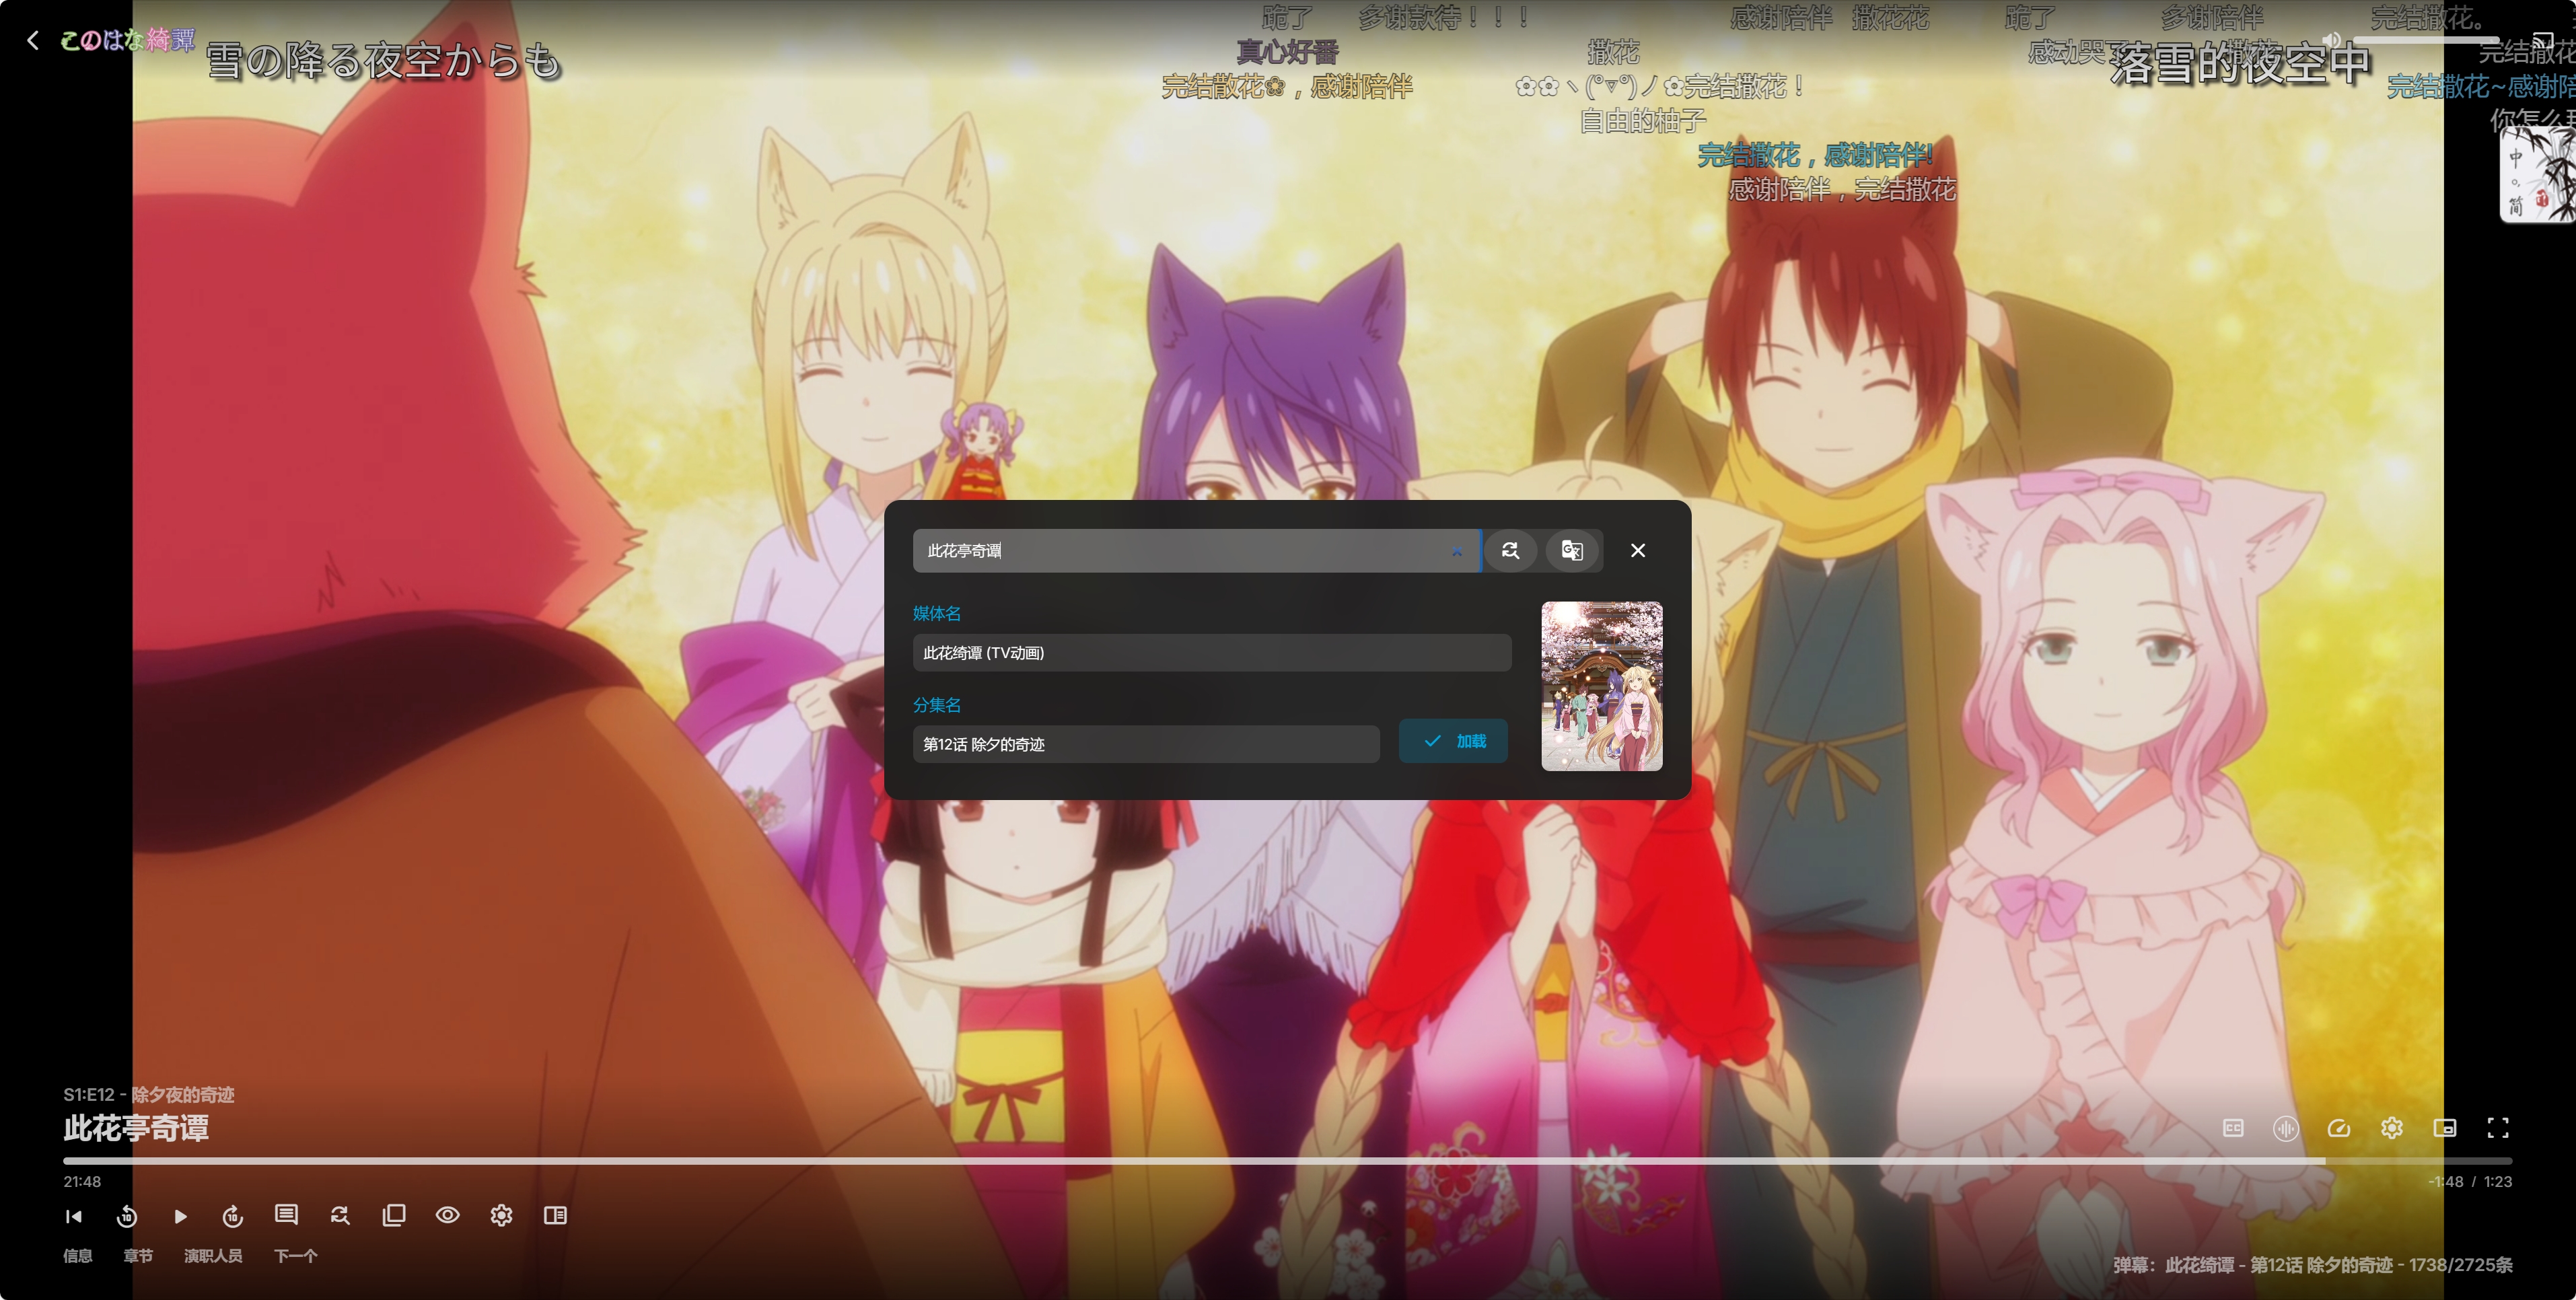 跪了 多谢款待！！！ 感谢陪伴 撒花花 跪了 多谢陪伴 完结撒花。
このはな綺譚
真心好番 撒花 感动哭了 撒花 完结撒花
雪の降る夜空からも 落雪的夜空中
完结散花❀，感谢陪伴 ✿✿ヽ(°▽°)ノ✿完结撒花！ 完结撒花~感谢陪
自由的柚子 你怎么
完结撒花，感谢陪伴!
中
简
感谢陪伴，完结撒花
此花亭奇谭
媒体名
此花绮谭 (TV动画)
分集名
第12话 除夕的奇迹
加载
S1:E12 - 除夕夜的奇迹
此花亭奇谭
21:48 -1:48 / 1:23
10 10
信息 章节 演职人员 下一个
弹幕：此花绮谭 - 第12话 除夕的奇迹 - 1738/2725条